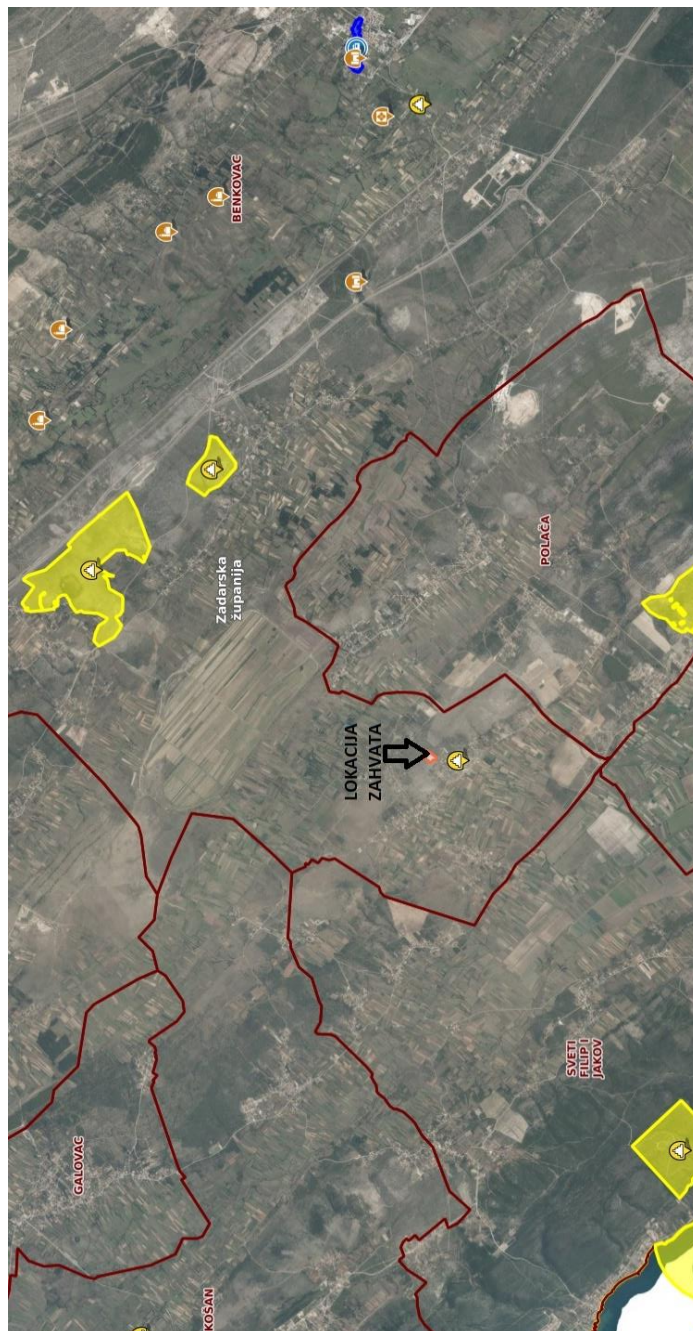 BENKOVAC
Zadarska
županija
POLAČA
LOKACIJA
ZAHVATA
SVETI
FILIP I
JAKOV
GALOVAC
KOŠAN